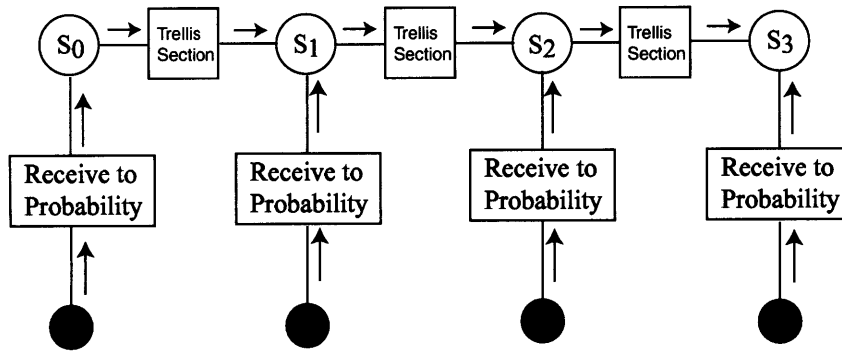 S0
Trellis
Section
S1
Trellis
Section
S2
Trellis
Section
S3
Receive to
Probability
Receive to
Probability
Receive to
Probability
Receive to
Probability